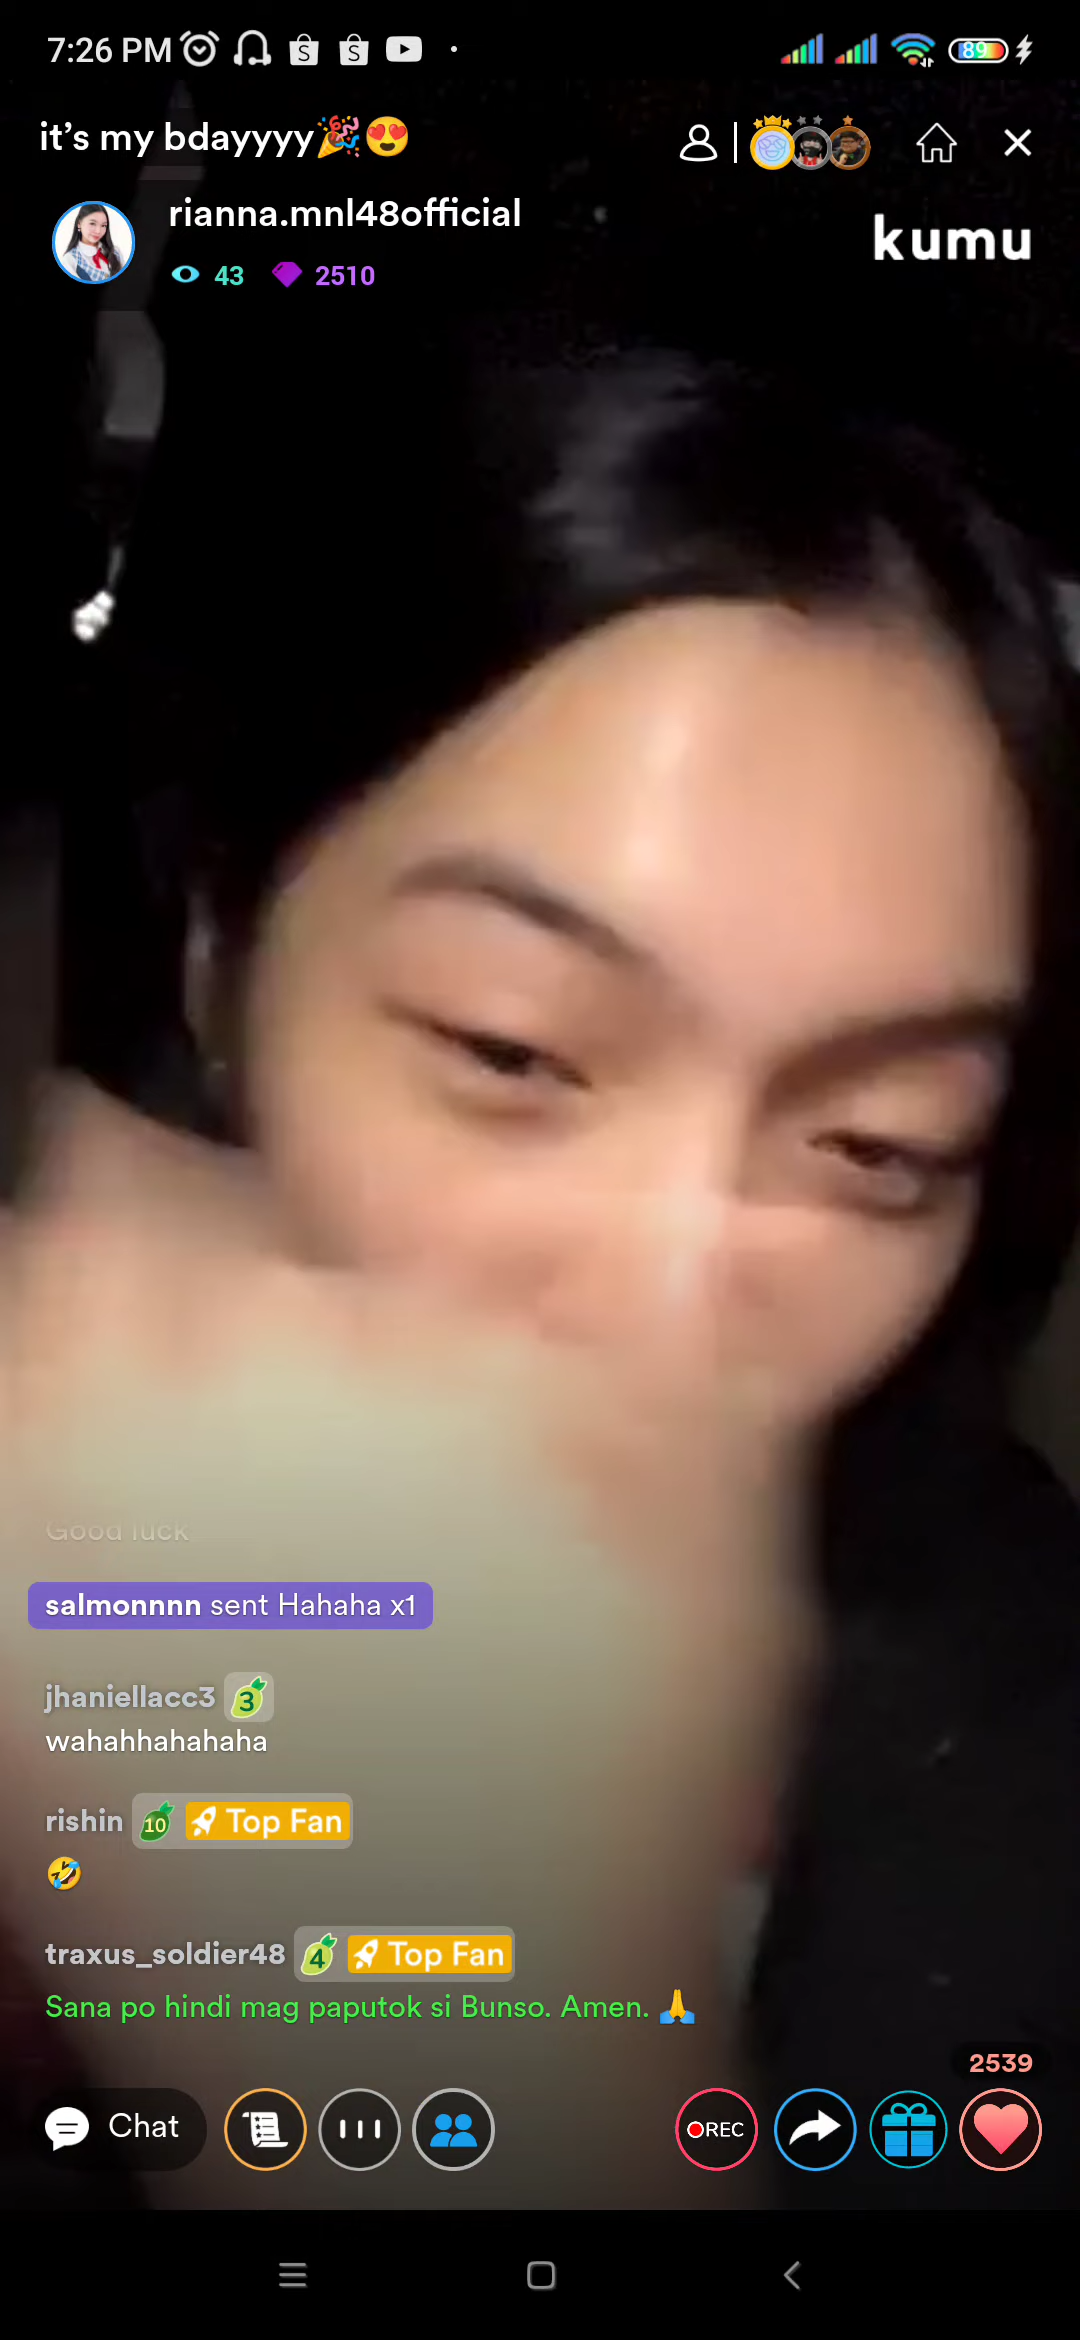 7:26 PM
89
it’s my bdayyyy🎉😍
rianna.mnl48official
43 2510
kumu
Good luck
salmonnnn sent Hahaha x1
jhaniellacc3 3
wahahhahahaha
rishin 10 Top Fan
🤣
traxus_soldier48 4 Top Fan
Sana po hindi mag paputok si Bunso. Amen. 🙏
2539
Chat
REC